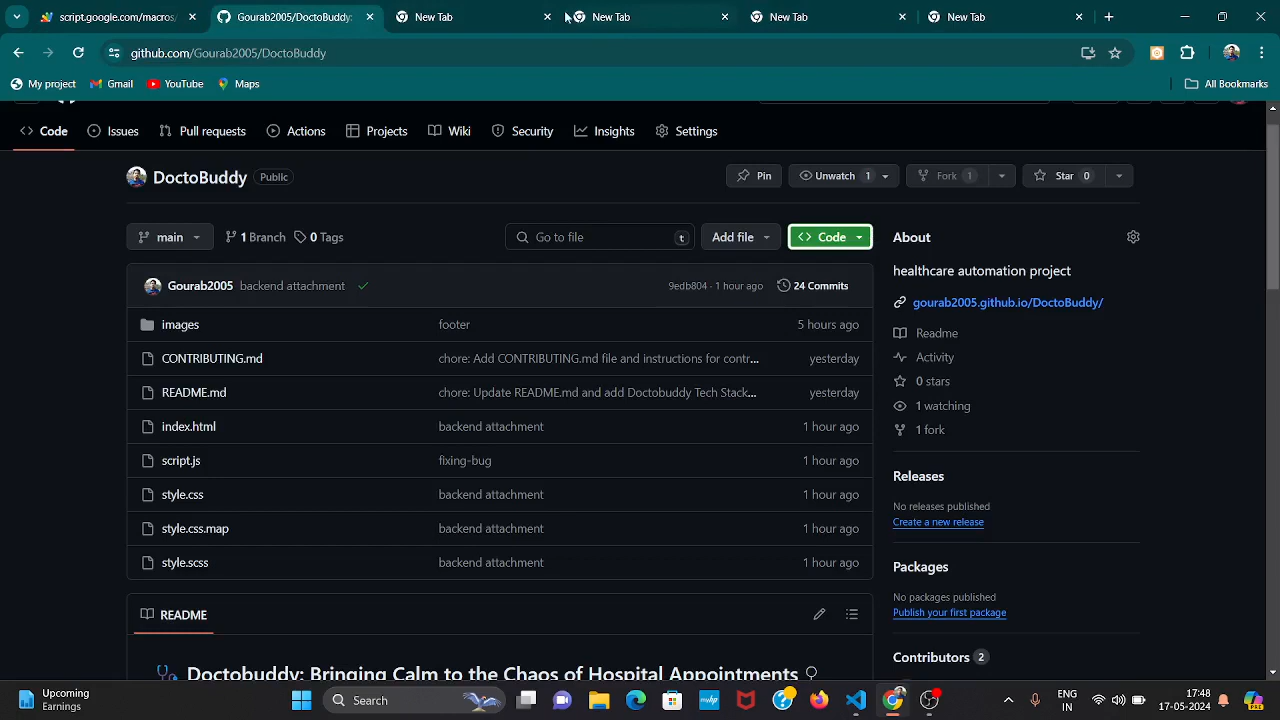 script.google.com/macros/
Gourab2005/DoctoBuddy:
New Tab
New Tab
New Tab
New Tab
github.com/Gourab2005/DoctoBuddy
My project
Gmail
YouTube
Maps
All Bookmarks
Code
Issues
Pull requests
Actions
Projects
Wiki
Security
Insights
Settings
DoctoBuddy
Public
Pin
Unwatch 1
Fork 1
Star 0
main
1 Branch
0 Tags
Go to file
t
Add file
Code
Gourab2005 backend attachment
9edb804 · 1 hour ago
24 Commits
images footer 5 hours ago
CONTRIBUTING.md chore: Add CONTRIBUTING.md file and instructions for contr... yesterday
README.md chore: Update README.md and add Doctobuddy Tech Stack... yesterday
index.html backend attachment 1 hour ago
script.js fixing-bug 1 hour ago
style.css backend attachment 1 hour ago
style.css.map backend attachment 1 hour ago
style.scss backend attachment 1 hour ago
README
Doctobuddy: Bringing Calm to the Chaos of Hospital Appointments
About
healthcare automation project
gourab2005.github.io/DoctoBuddy/
Readme
Activity
0 stars
1 watching
1 fork
Releases
No releases published
Create a new release
Packages
No packages published
Publish your first package
Contributors 2
Upcoming
Earnings
Search
ENG
IN
17:48
17-05-2024